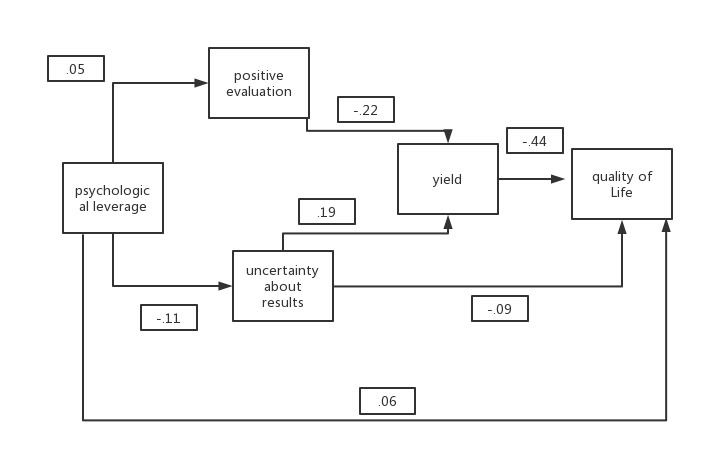 .05
positive
evaluation
-.22
-.44
psychologic
al leverage
yield
quality of
Life
.19
uncertainty
about
results
-.11
-.09
.06